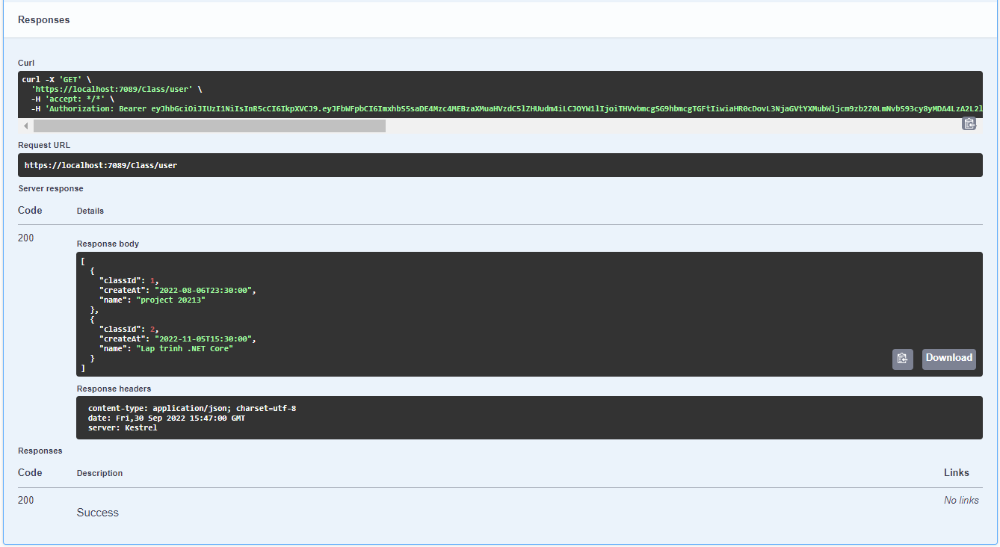 Responses
Curl
curl -X 'GET' \
'https://localhost:7089/Class/user' \
-H 'accept: */*' \
-H 'Authorization: Bearer
Request URL
https://localhost:7089/Class/user
Server response
Code Details
200
Response body
[
{
"classId": 1,
"createAt": "2022-08-06T23:30:00",
"name": "project 20213"
},
{
"classId": 2,
"createAt": "2022-11-05T15:30:00",
"name": "Lap trinh .NET Core"
}
]
Download
Response headers
content-type: application/json; charset=utf-8
date: Fri,30 Sep 2022 15:47:00 GMT
server: Kestrel
Responses
Code Description Links
200 No links
Success